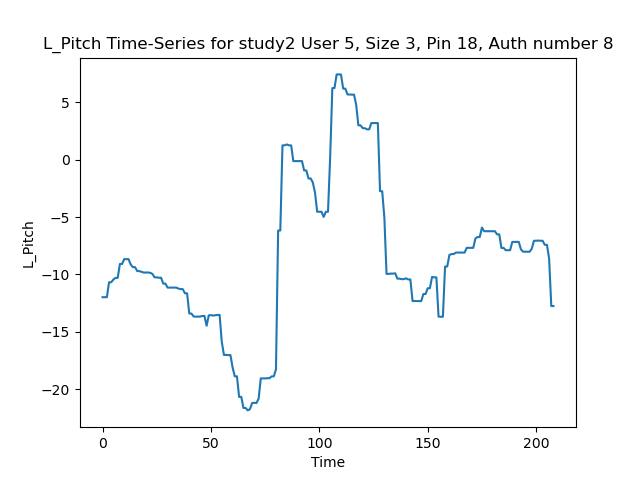 L_Pitch Time-Series for study2 User 5, Size 3, Pin 18, Auth number 8
5
0
−5
−10
−15
−20
L_Pitch
0 50 100 150 200
Time